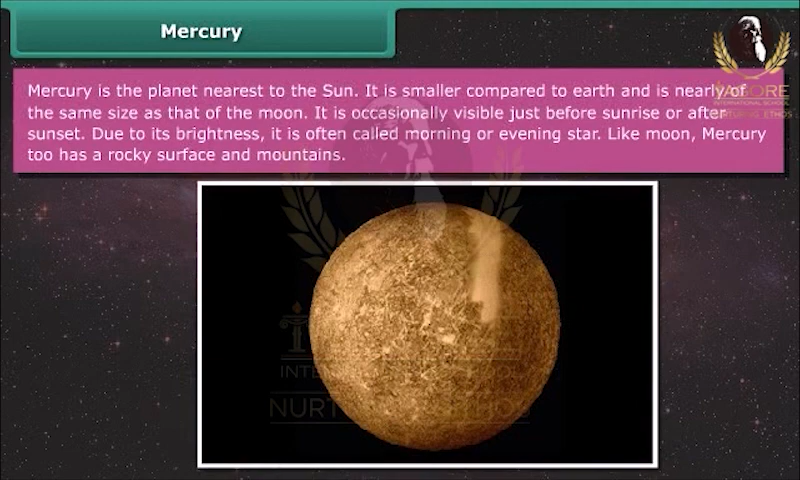 Mercury
Mercury is the planet nearest to the Sun. It is smaller compared to earth and is nearly of
the same size as that of the moon. It is occasionally visible just before sunrise or after
sunset. Due to its brightness, it is often called morning or evening star. Like moon, Mercury
too has a rocky surface and mountains.
TAGORE
INTERNATIONAL SCHOOL
NURTURING ETHOS